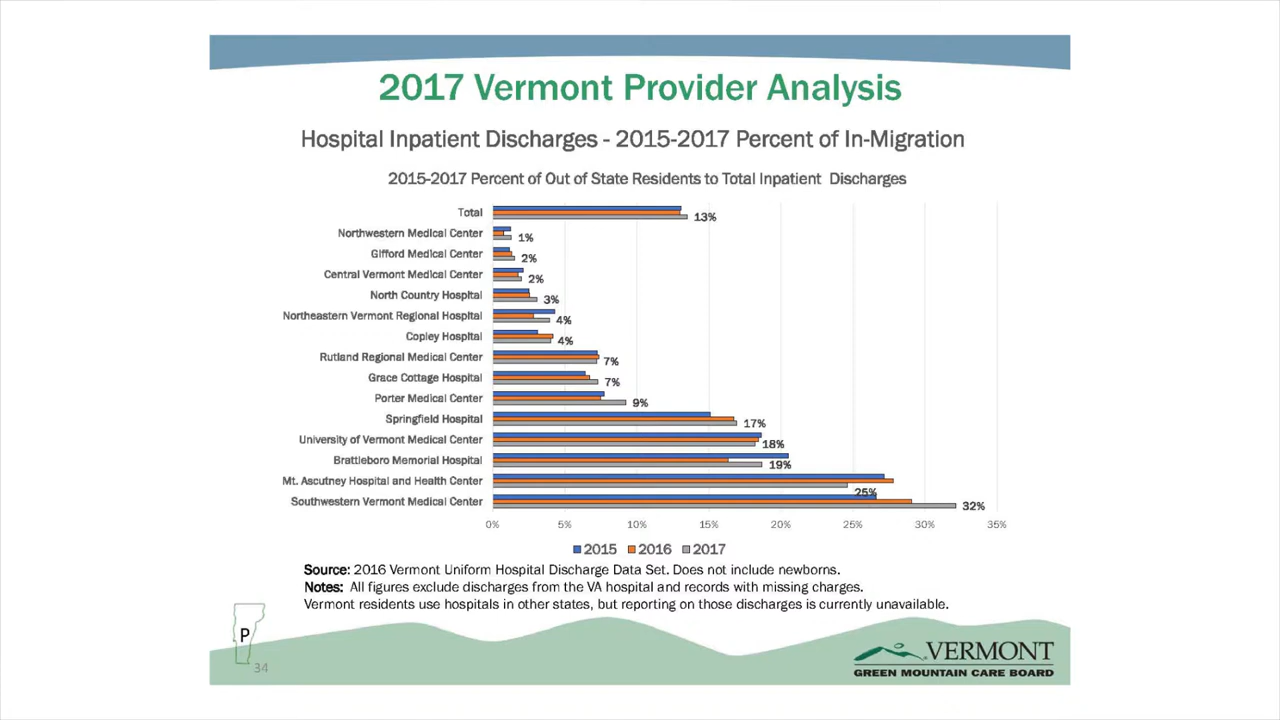 2017 Vermont Provider Analysis
Hospital Inpatient Discharges - 2015-2017 Percent of In-Migration
2015-2017 Percent of Out of State Residents to Total Inpatient Discharges
Total 13%
Northwestern Medical Center 1%
Gifford Medical Center 2%
Central Vermont Medical Center 2%
North Country Hospital 3%
Northeastern Vermont Regional Hospital 4%
Copley Hospital 4%
Rutland Regional Medical Center 7%
Grace Cottage Hospital 7%
Porter Medical Center 9%
Springfield Hospital 17%
University of Vermont Medical Center 18%
Brattleboro Memorial Hospital 19%
Mt. Ascutney Hospital and Health Center 25%
Southwestern Vermont Medical Center 32%
0% 5% 10% 15% 20% 25% 30% 35%
2015 2016 2017
Source: 2016 Vermont Uniform Hospital Discharge Data Set. Does not include newborns.
Notes: All figures exclude discharges from the VA hospital and records with missing charges.
Vermont residents use hospitals in other states, but reporting on those discharges is currently unavailable.
P
34
VERMONT
GREEN MOUNTAIN CARE BOARD